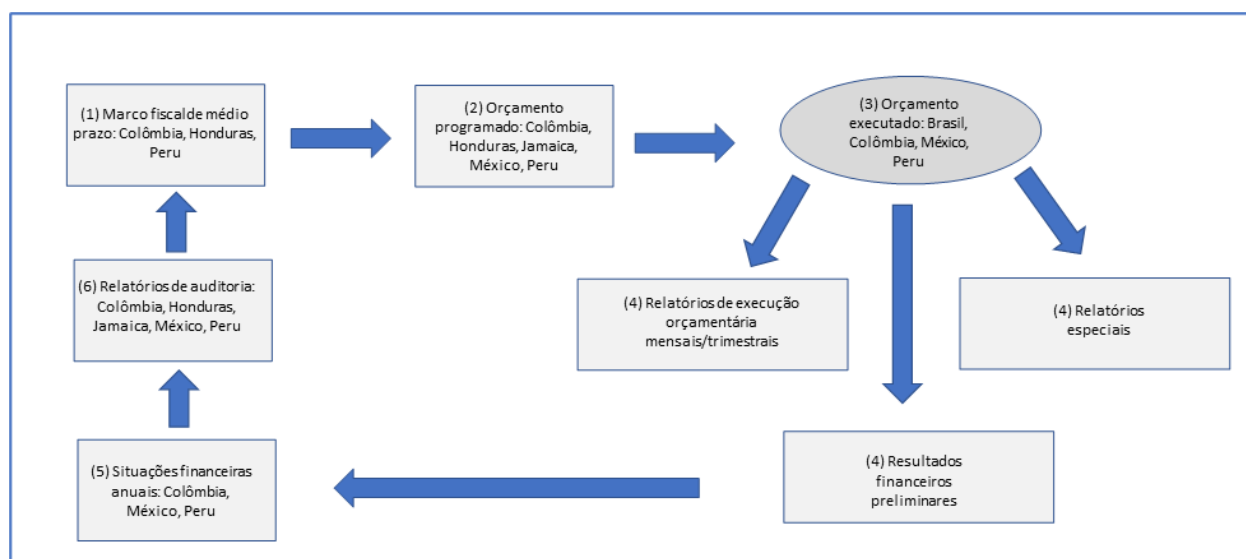 (1) Marco fiscal de médio
prazo: Colômbia, Honduras,
Peru
(2) Orçamento
programado: Colômbia,
Honduras, Jamaica,
México, Peru
(3) Orçamento
executado: Brasil,
Colômbia, México,
Peru
(4) Relatórios de execução
orçamentária
mensais/trimestrais
(4) Relatórios
especiais
(4) Resultados
financeiros
preliminares
(5) Situações financeiras
anuais: Colômbia,
México, Peru
(6) Relatórios de auditoria:
Colômbia, Honduras,
Jamaica, México, Peru